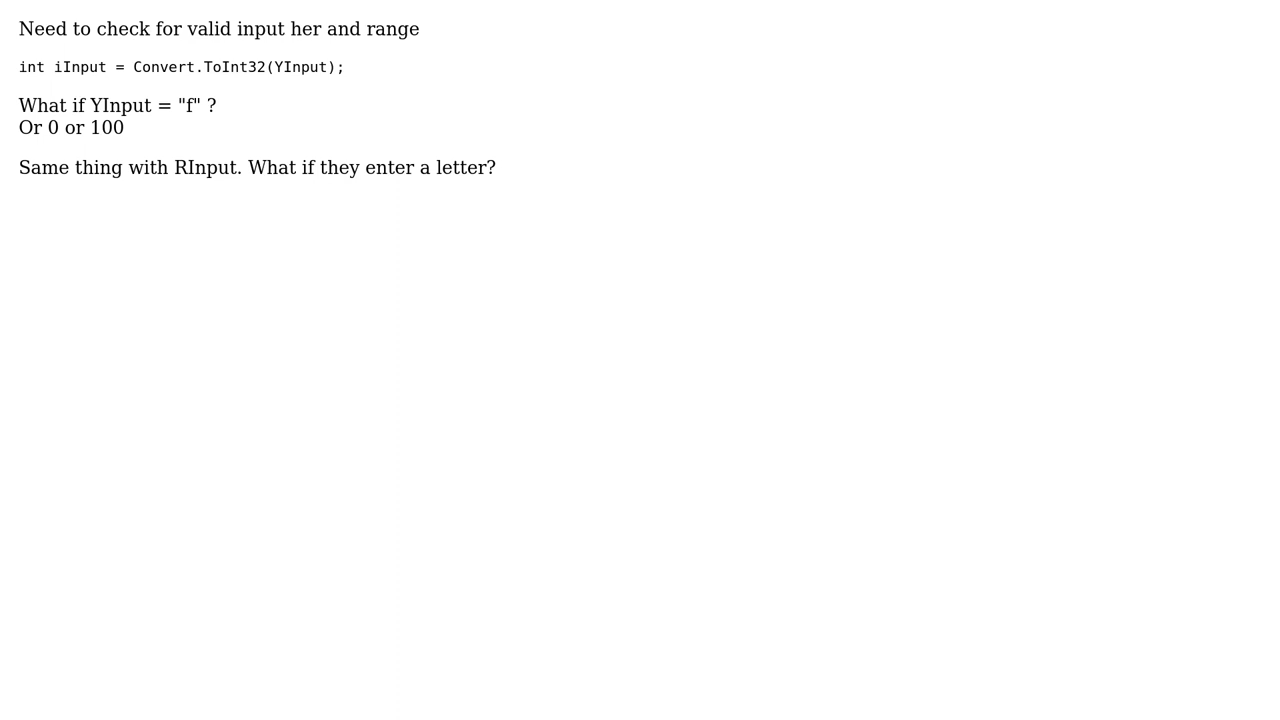 Need to check for valid input her and range
int iInput = Convert.ToInt32(YInput);
What if YInput = "f" ?
Or 0 or 100
Same thing with RInput. What if they enter a letter?